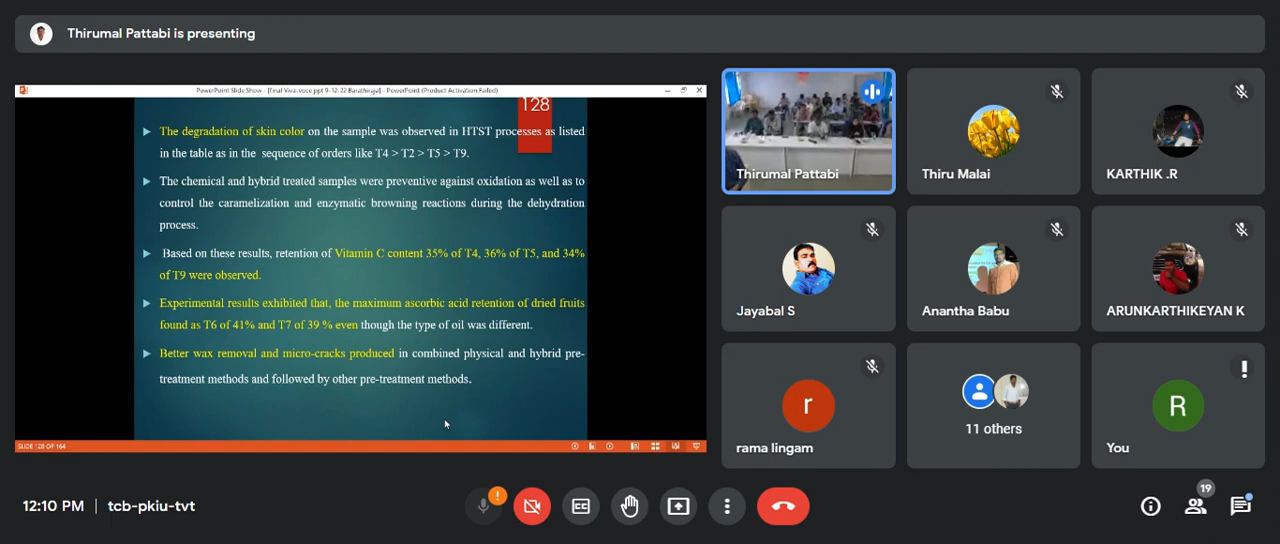 Thirumal Pattabi is presenting
PowerPoint Slide Show - [final Viva-voce ppt 9-12-22 Barathiraja] - PowerPoint (Product Activation Failed)
128
The degradation of skin color on the sample was observed in HTST processes as listed
in the table as in the sequence of orders like T4 > T2 > T5 > T9.
The chemical and hybrid treated samples were preventive against oxidation as well as to
control the caramelization and enzymatic browning reactions during the dehydration
process.
Based on these results, retention of Vitamin C content 35% of T4, 36% of T5, and 34%
of T9 were observed.
Experimental results exhibited that, the maximum ascorbic acid retention of dried fruits
found as T6 of 41% and T7 of 39 % even though the type of oil was different.
Better wax removal and micro-cracks produced in combined physical and hybrid pre-
treatment methods and followed by other pre-treatment methods.
SLIDE 128 OF 164
Thirumal Pattabi
Thiru Malai
KARTHIK .R
Jayabal S
Anantha Babu
ARUNKARTHIKEYAN K
r
rama lingam
11 others
R
You
12:10 PM | tcb-pkiu-tvt
CC
19